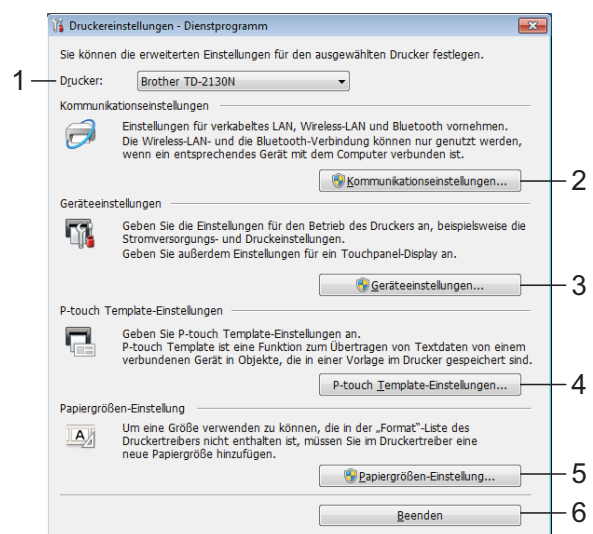 Druckereinstellungen - Dienstprogramm
Sie können die erweiterten Einstellungen für den ausgewählten Drucker festlegen.
1
Drucker:
Brother TD-2130N
Kommunikationseinstellungen
Einstellungen für verkabeltes LAN, Wireless-LAN und Bluetooth vornehmen.
Die Wireless-LAN- und die Bluetooth-Verbindung können nur genutzt werden,
wenn ein entsprechendes Gerät mit dem Computer verbunden ist.
Kommunikationseinstellungen...
2
Geräteeinstellungen
Geben Sie die Einstellungen für den Betrieb des Druckers an, beispielsweise die
Stromversorgungs- und Druckeinstellungen.
Geben Sie außerdem Einstellungen für ein Touchpanel-Display an.
Geräteeinstellungen...
3
P-touch Template-Einstellungen
Geben Sie P-touch Template-Einstellungen an.
P-touch Template ist eine Funktion zum Übertragen von Textdaten von einem
verbundenen Gerät in Objekte, die in einer Vorlage im Drucker gespeichert sind.
P-touch Template-Einstellungen...
4
Papiergrößen-Einstellung
Um eine Größe verwenden zu können, die in der „Format“-Liste des
Druckertreibers nicht enthalten ist, müssen Sie im Druckertreiber eine
neue Papiergröße hinzufügen.
A
Papiergrößen-Einstellung...
5
Beenden
6